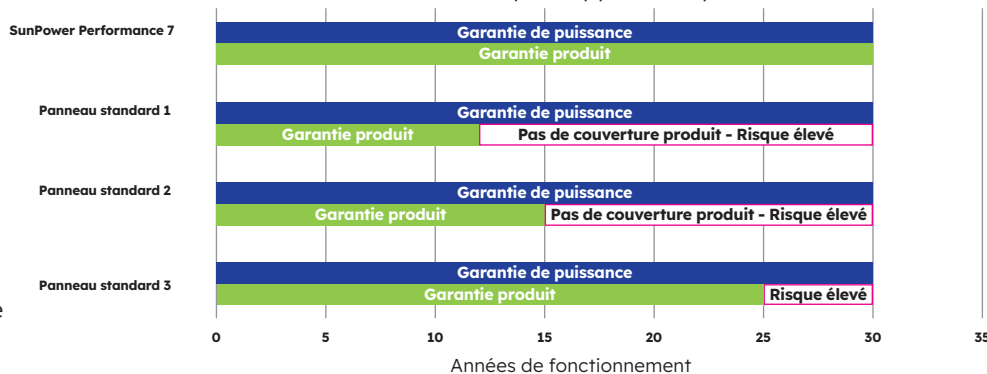 SunPower Performance 7
Garantie de puissance
Garantie produit
Panneau standard 1
Garantie de puissance
Garantie produit
Pas de couverture produit - Risque élevé
Panneau standard 2
Garantie de puissance
Garantie produit
Pas de couverture produit - Risque élevé
Panneau standard 3
Garantie de puissance
Garantie produit
Risque élevé
0 5 10 15 20 25 30 35
Années de fonctionnement